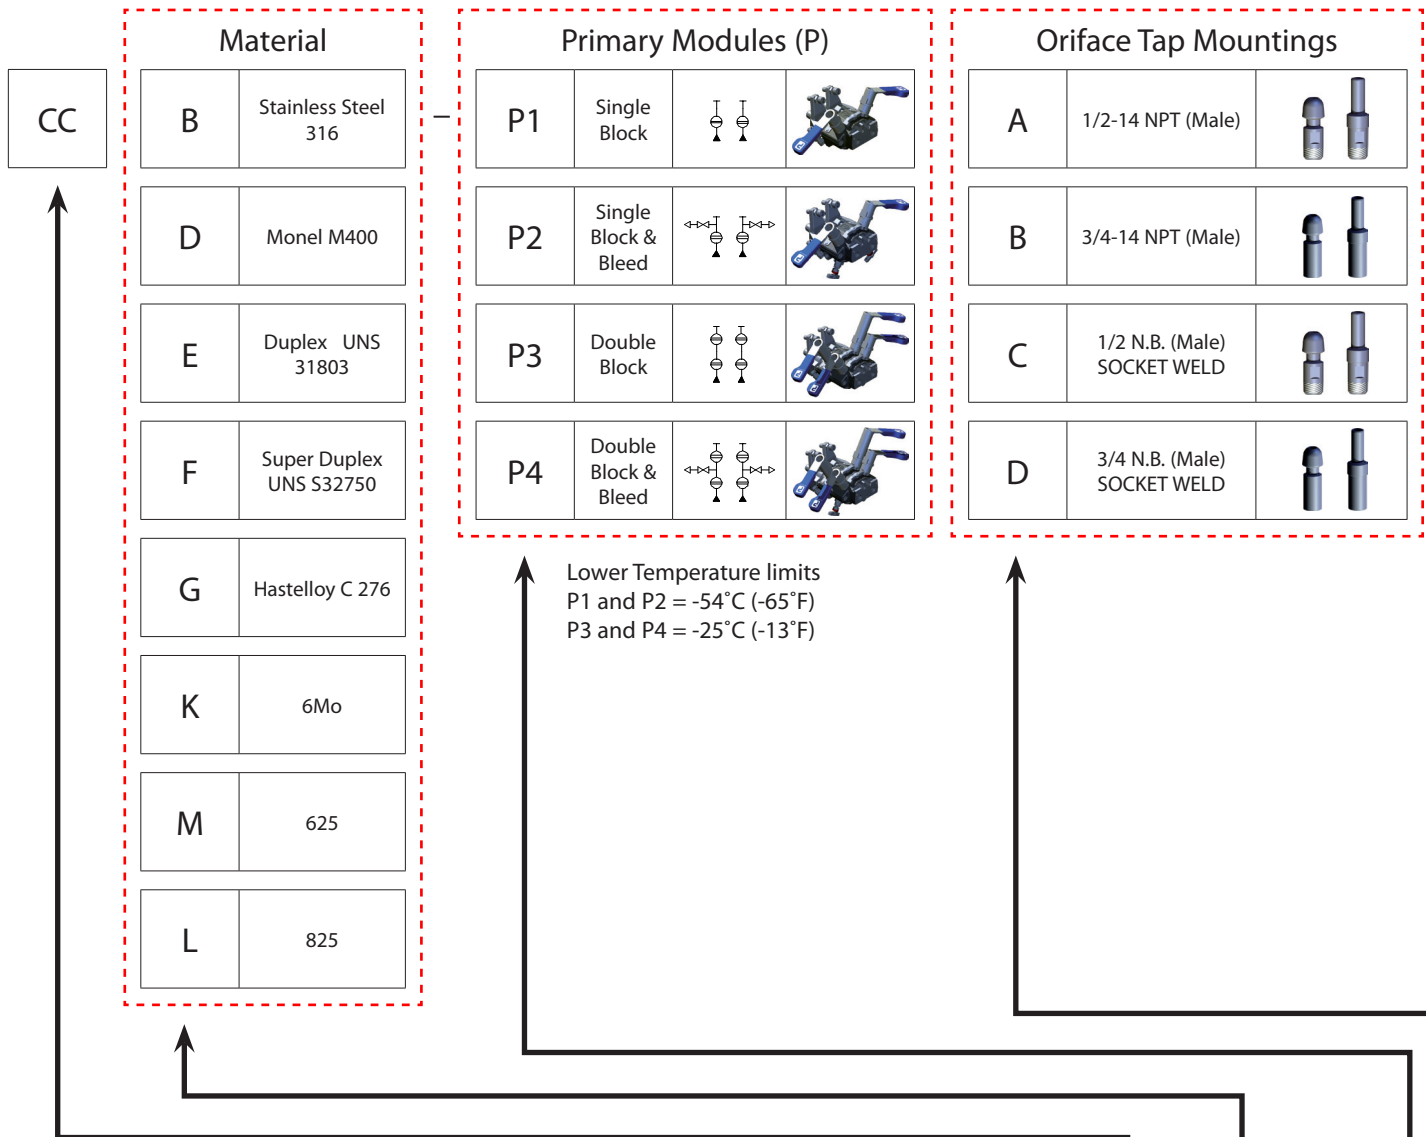 Material
Primary Modules (P)
Oriface Tap Mountings
CC
B
Stainless Steel
316
–
P1
Single
Block
A
1/2-14 NPT (Male)
D
Monel M400
P2
Single
Block &
Bleed
B
3/4-14 NPT (Male)
E
Duplex UNS
31803
P3
Double
Block
C
1/2 N.B. (Male)
SOCKET WELD
F
Super Duplex
UNS S32750
P4
Double
Block &
Bleed
D
3/4 N.B. (Male)
SOCKET WELD
G
Hastelloy C 276
Lower Temperature limits
P1 and P2 = -54˚C (-65˚F)
P3 and P4 = -25˚C (-13˚F)
K
6Mo
M
625
L
825